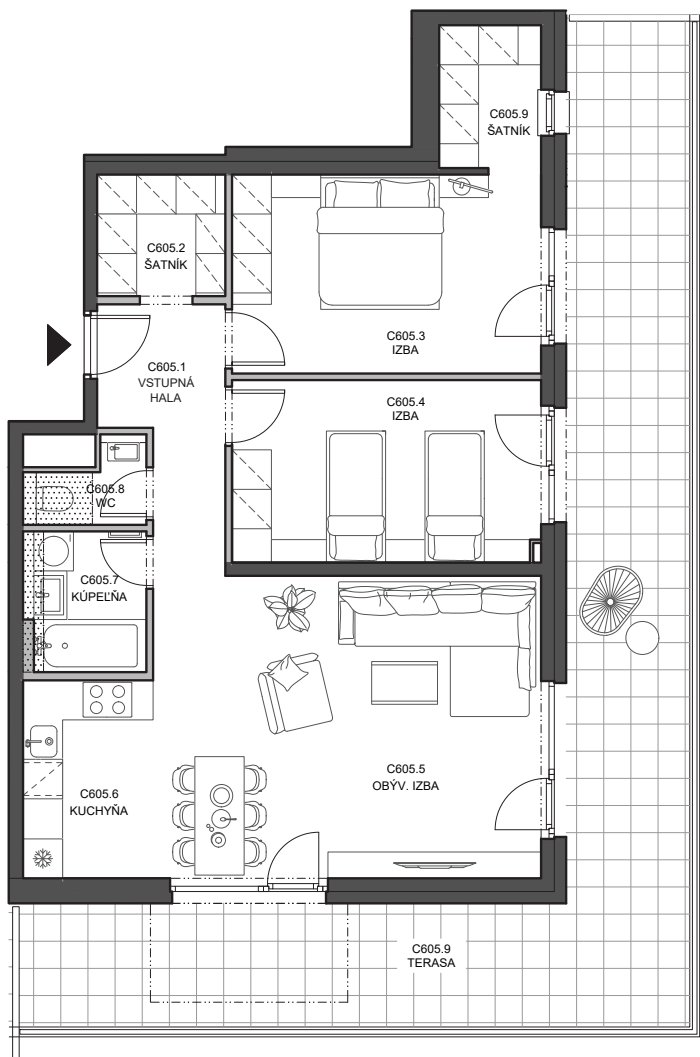 C605.9
ŠATNÍK
C605.2
ŠATNÍK
C605.3
IZBA
C605.1
VSTUPNÁ
HALA
C605.4
IZBA
C605.8
WC
C605.7
KÚPEĽŇA
C605.5
OBÝV. IZBA
C605.6
KUCHYŇA
C605.9
TERASA